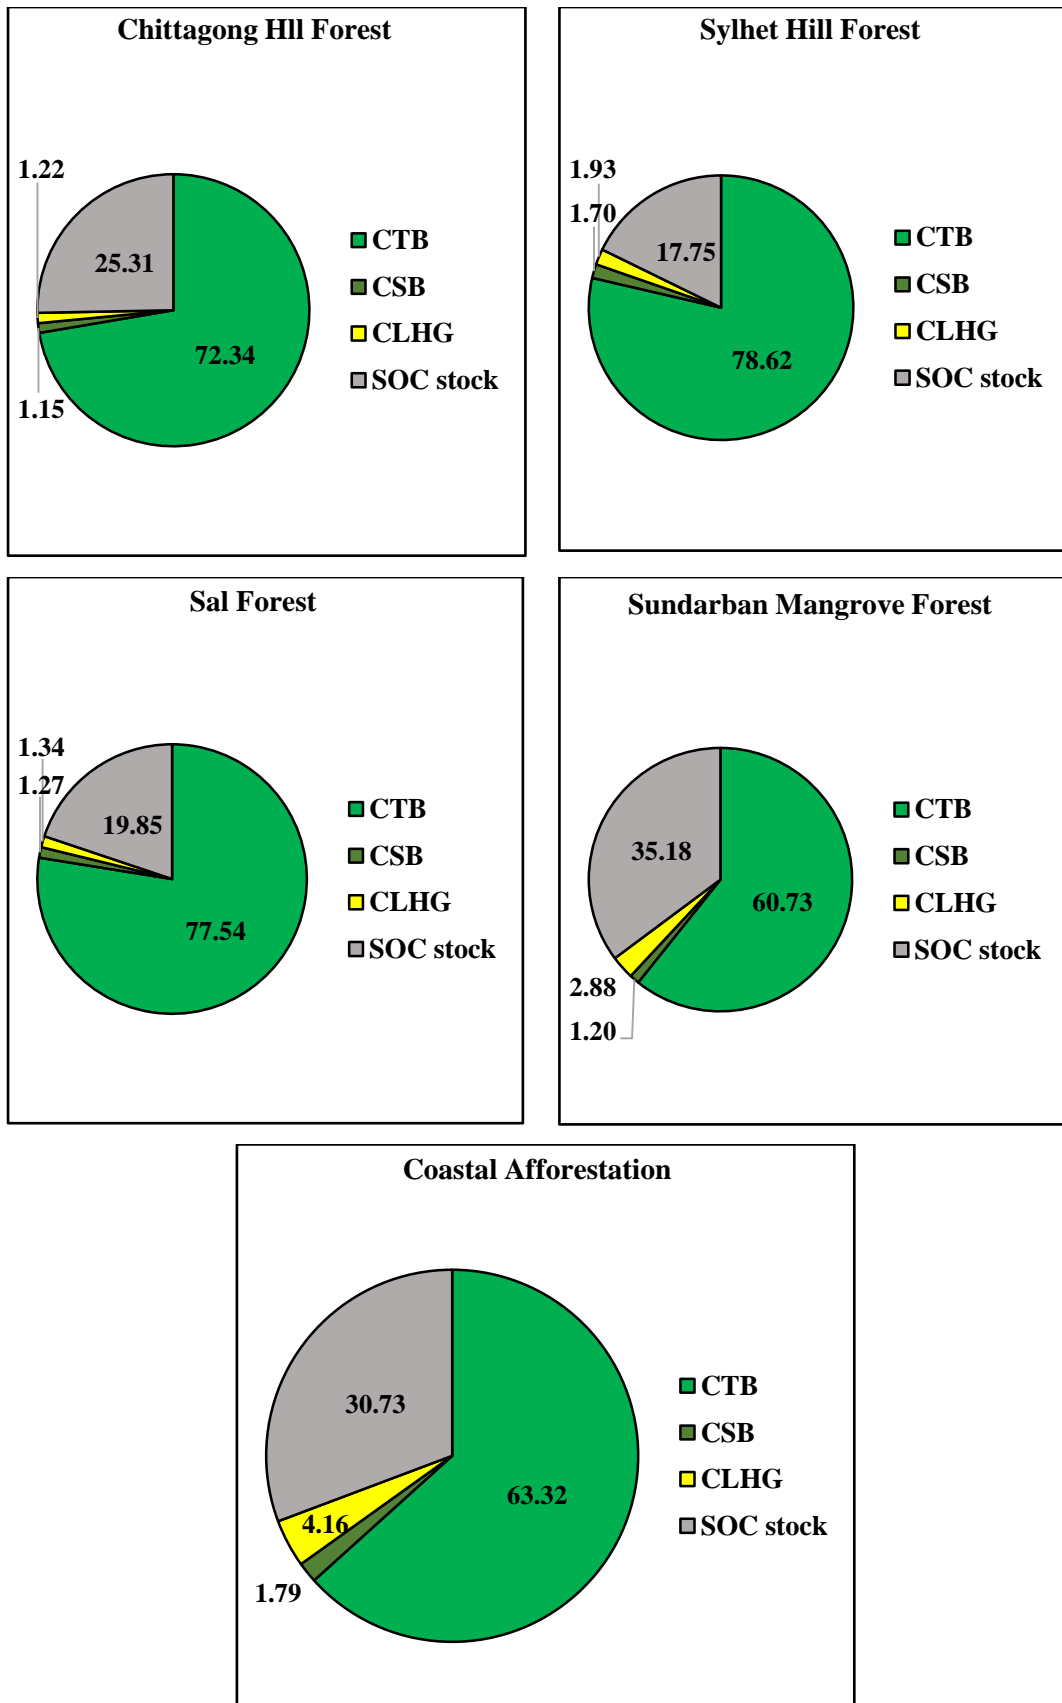 Chittagong Hll Forest
1.22
25.31
72.34
1.15
CTB
CSB
CLHG
SOC stock
Sylhet Hill Forest
1.93
1.70
17.75
78.62
CTB
CSB
CLHG
SOC stock
Sal Forest
1.34
1.27
19.85
77.54
CTB
CSB
CLHG
SOC stock
Sundarban Mangrove Forest
35.18
60.73
2.88
1.20
CTB
CSB
CLHG
SOC stock
Coastal Afforestation
30.73
63.32
4.16
1.79
CTB
CSB
CLHG
SOC stock